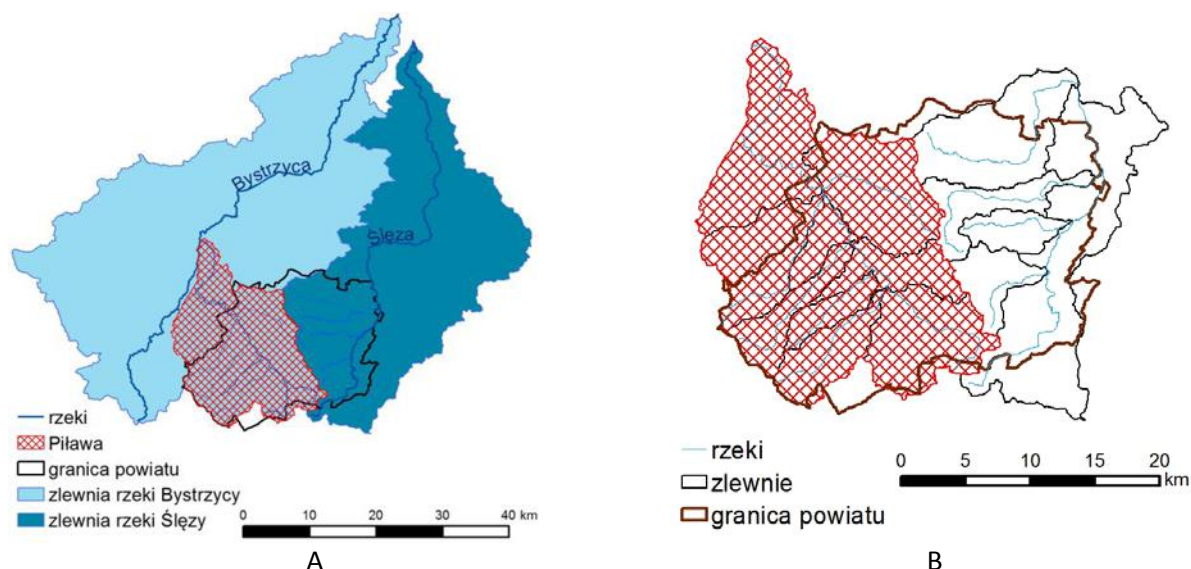 Bystrzyca
Ślęza
rzeki
Piława
granica powiatu
zlewnia rzeki Bystrzycy
zlewnia rzeki Ślęzy
0 10 20 30 40 km
A
rzeki
zlewnie
granica powiatu
0 5 10 15 20
km
B